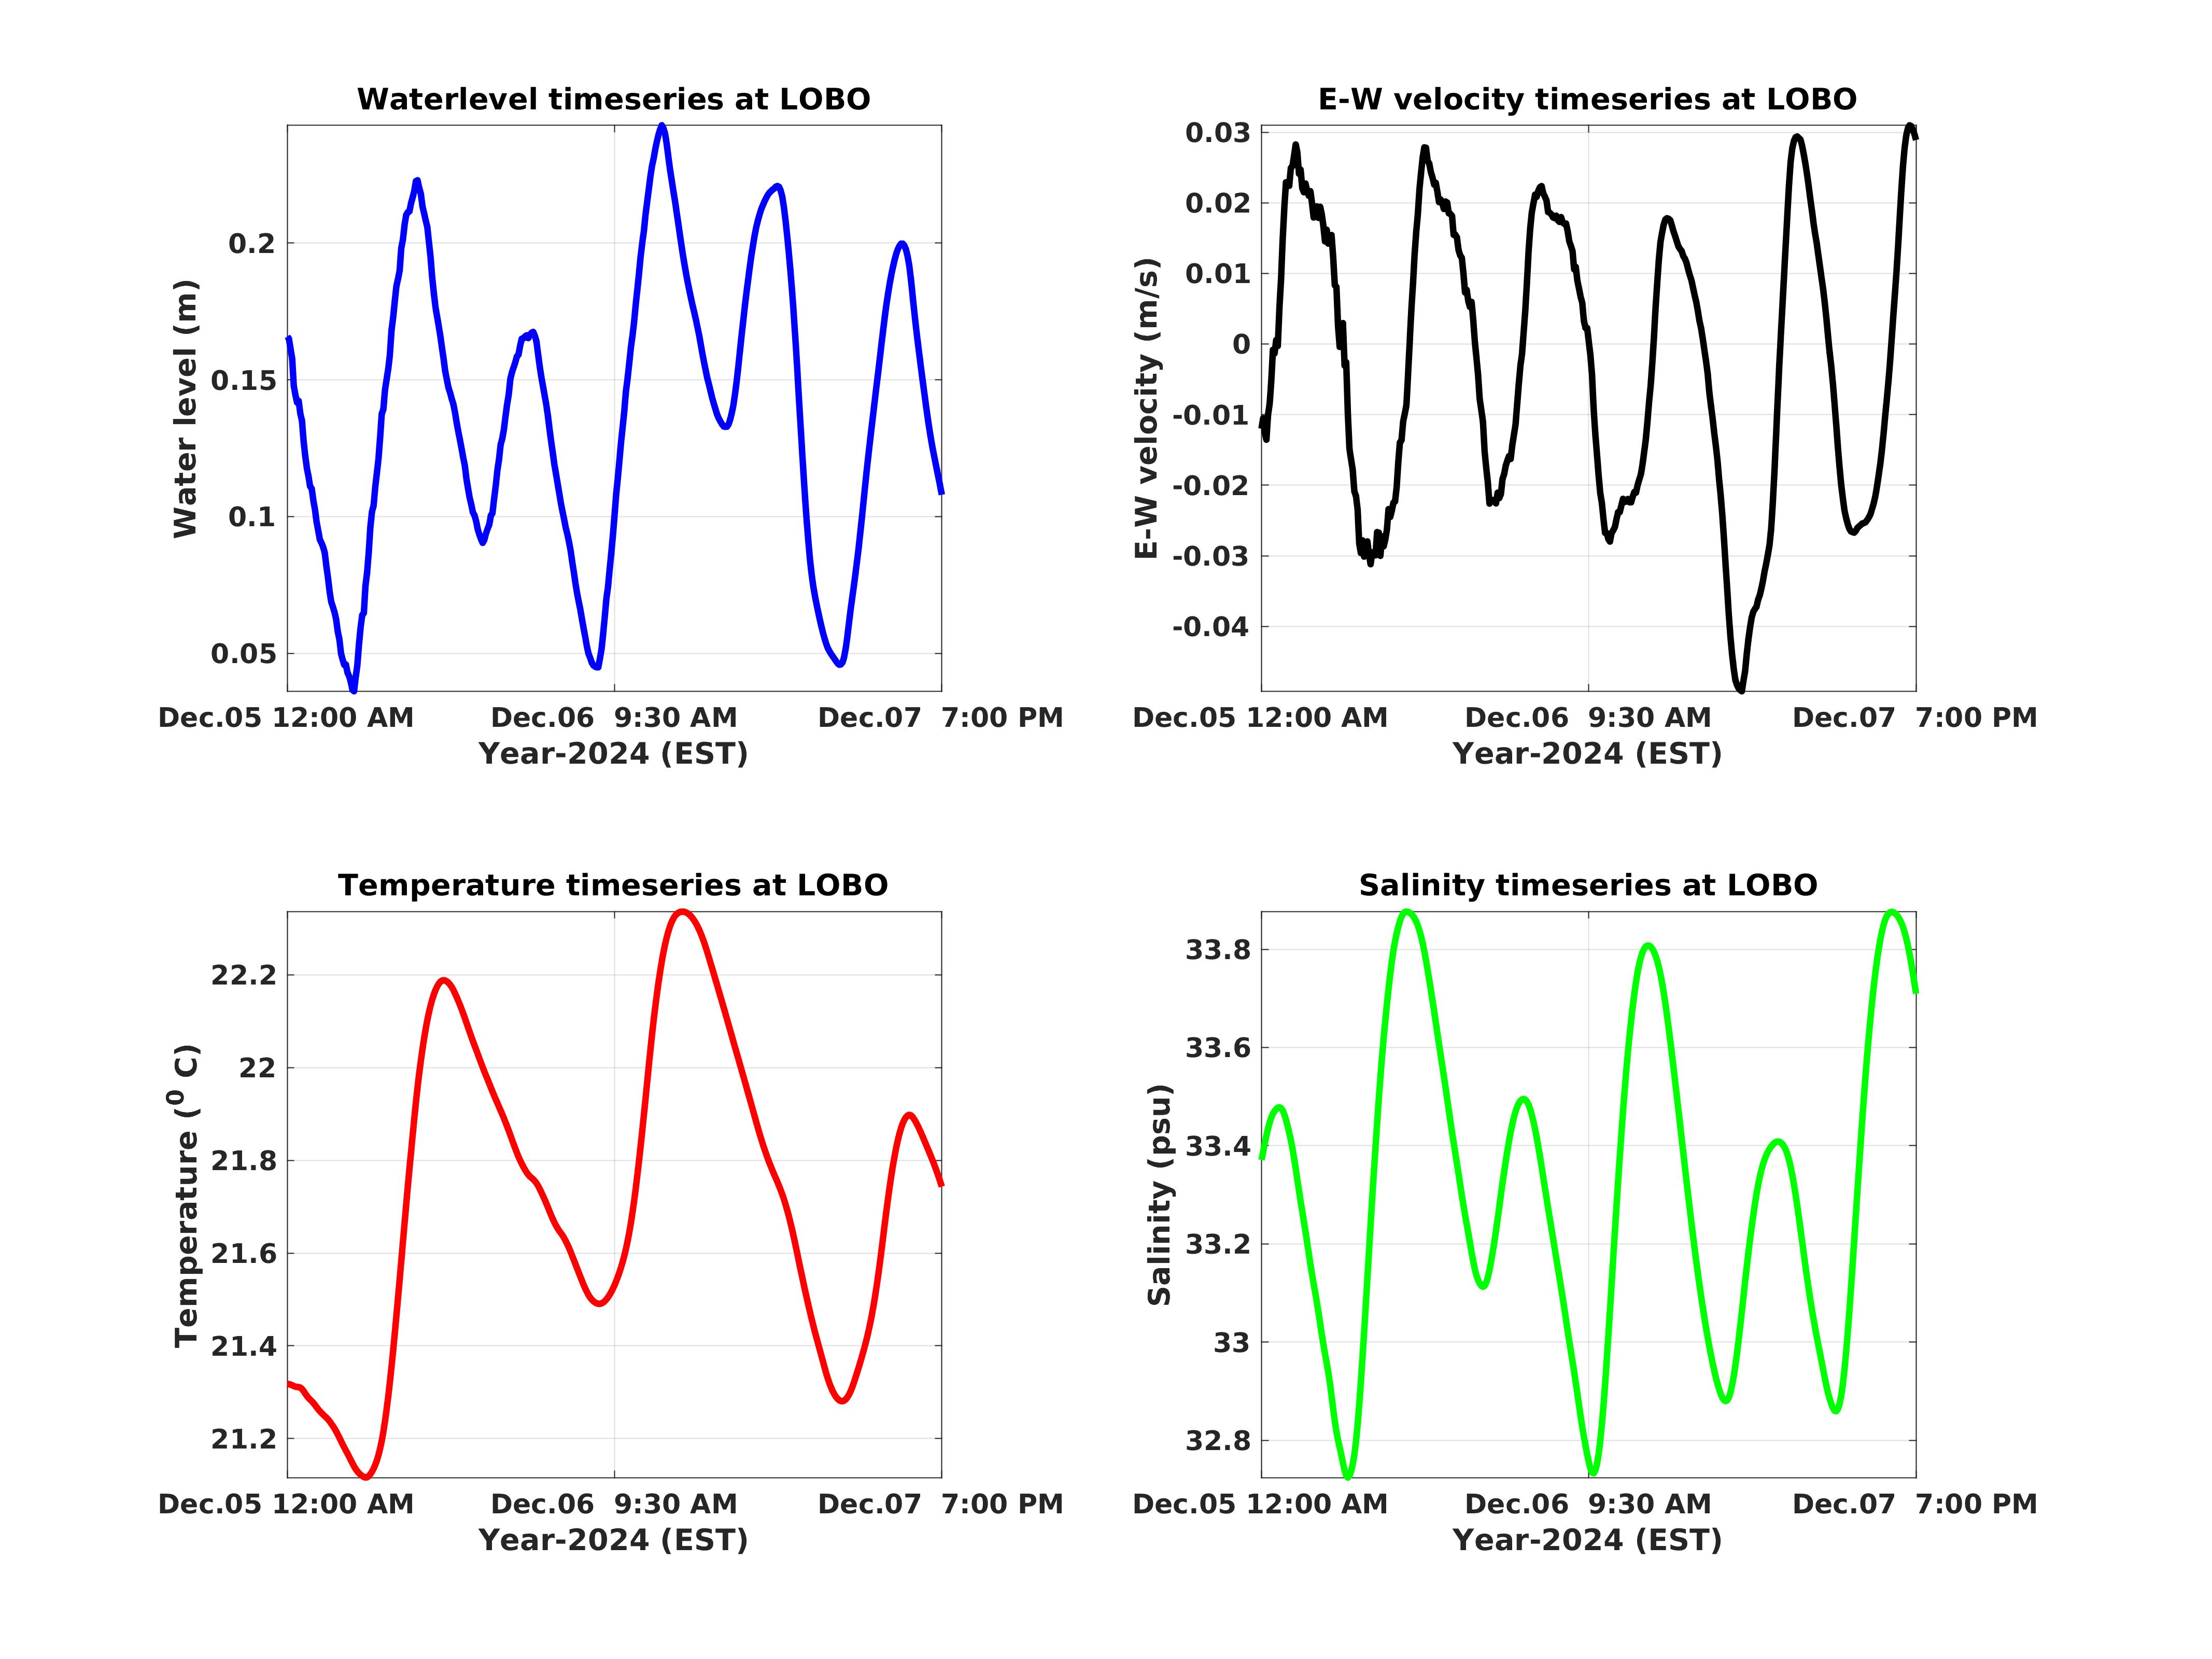 Waterlevel timeseries at LOBO
Water level (m)
0.2
0.15
0.1
0.05
Dec.05 12:00 AM Dec.06 9:30 AM Dec.07 7:00 PM
Year-2024 (EST)
E-W velocity timeseries at LOBO
E-W velocity (m/s)
0.03
0.02
0.01
0
-0.01
-0.02
-0.03
-0.04
Dec.05 12:00 AM Dec.06 9:30 AM Dec.07 7:00 PM
Year-2024 (EST)
Temperature timeseries at LOBO
Temperature (⁰ C)
22.2
22
21.8
21.6
21.4
21.2
Dec.05 12:00 AM Dec.06 9:30 AM Dec.07 7:00 PM
Year-2024 (EST)
Salinity timeseries at LOBO
Salinity (psu)
33.8
33.6
33.4
33.2
33
32.8
Dec.05 12:00 AM Dec.06 9:30 AM Dec.07 7:00 PM
Year-2024 (EST)